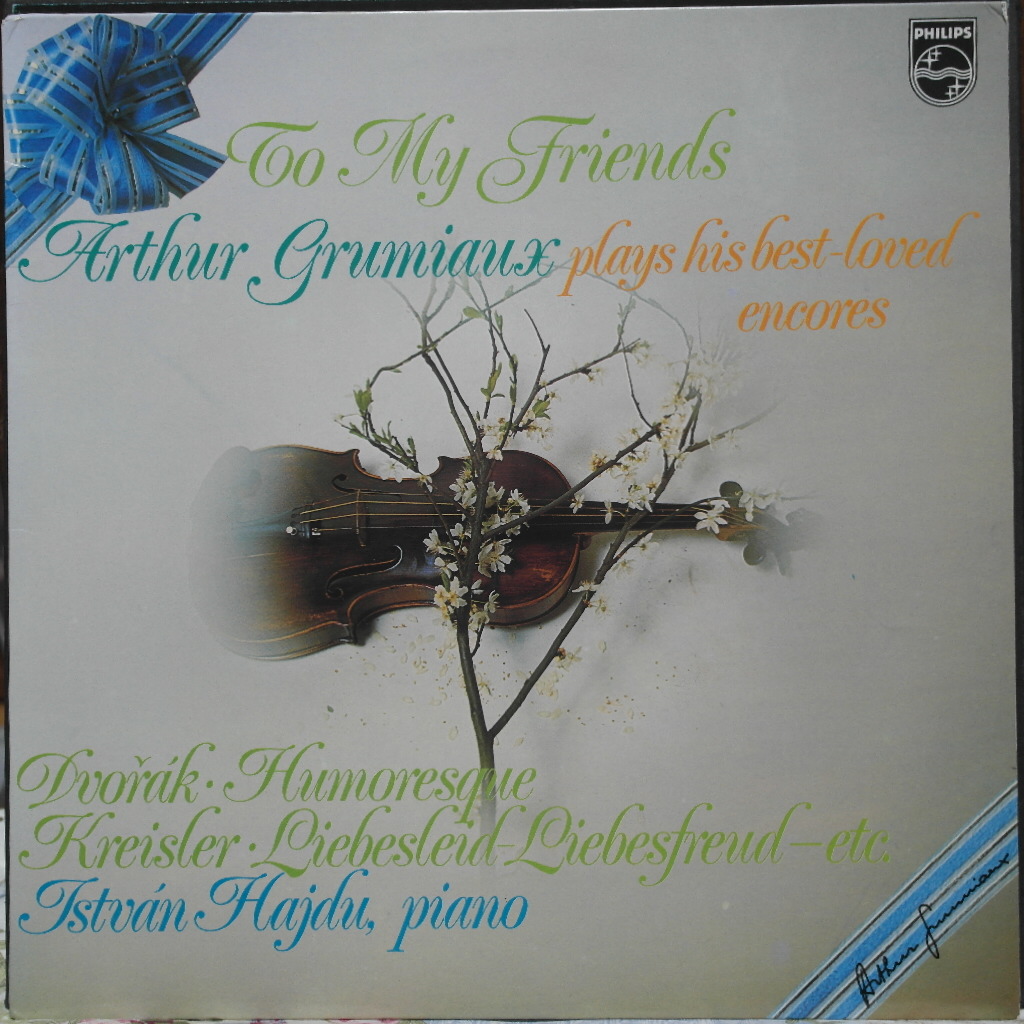 PHILIPS
To My Friends
Arthur Grumiaux plays his best-loved
encores
Dvořák · Humoresque
Kreisler · Liebesleid-Liebesfreud – etc.
István Hajdu, piano
Arthur Grumiaux